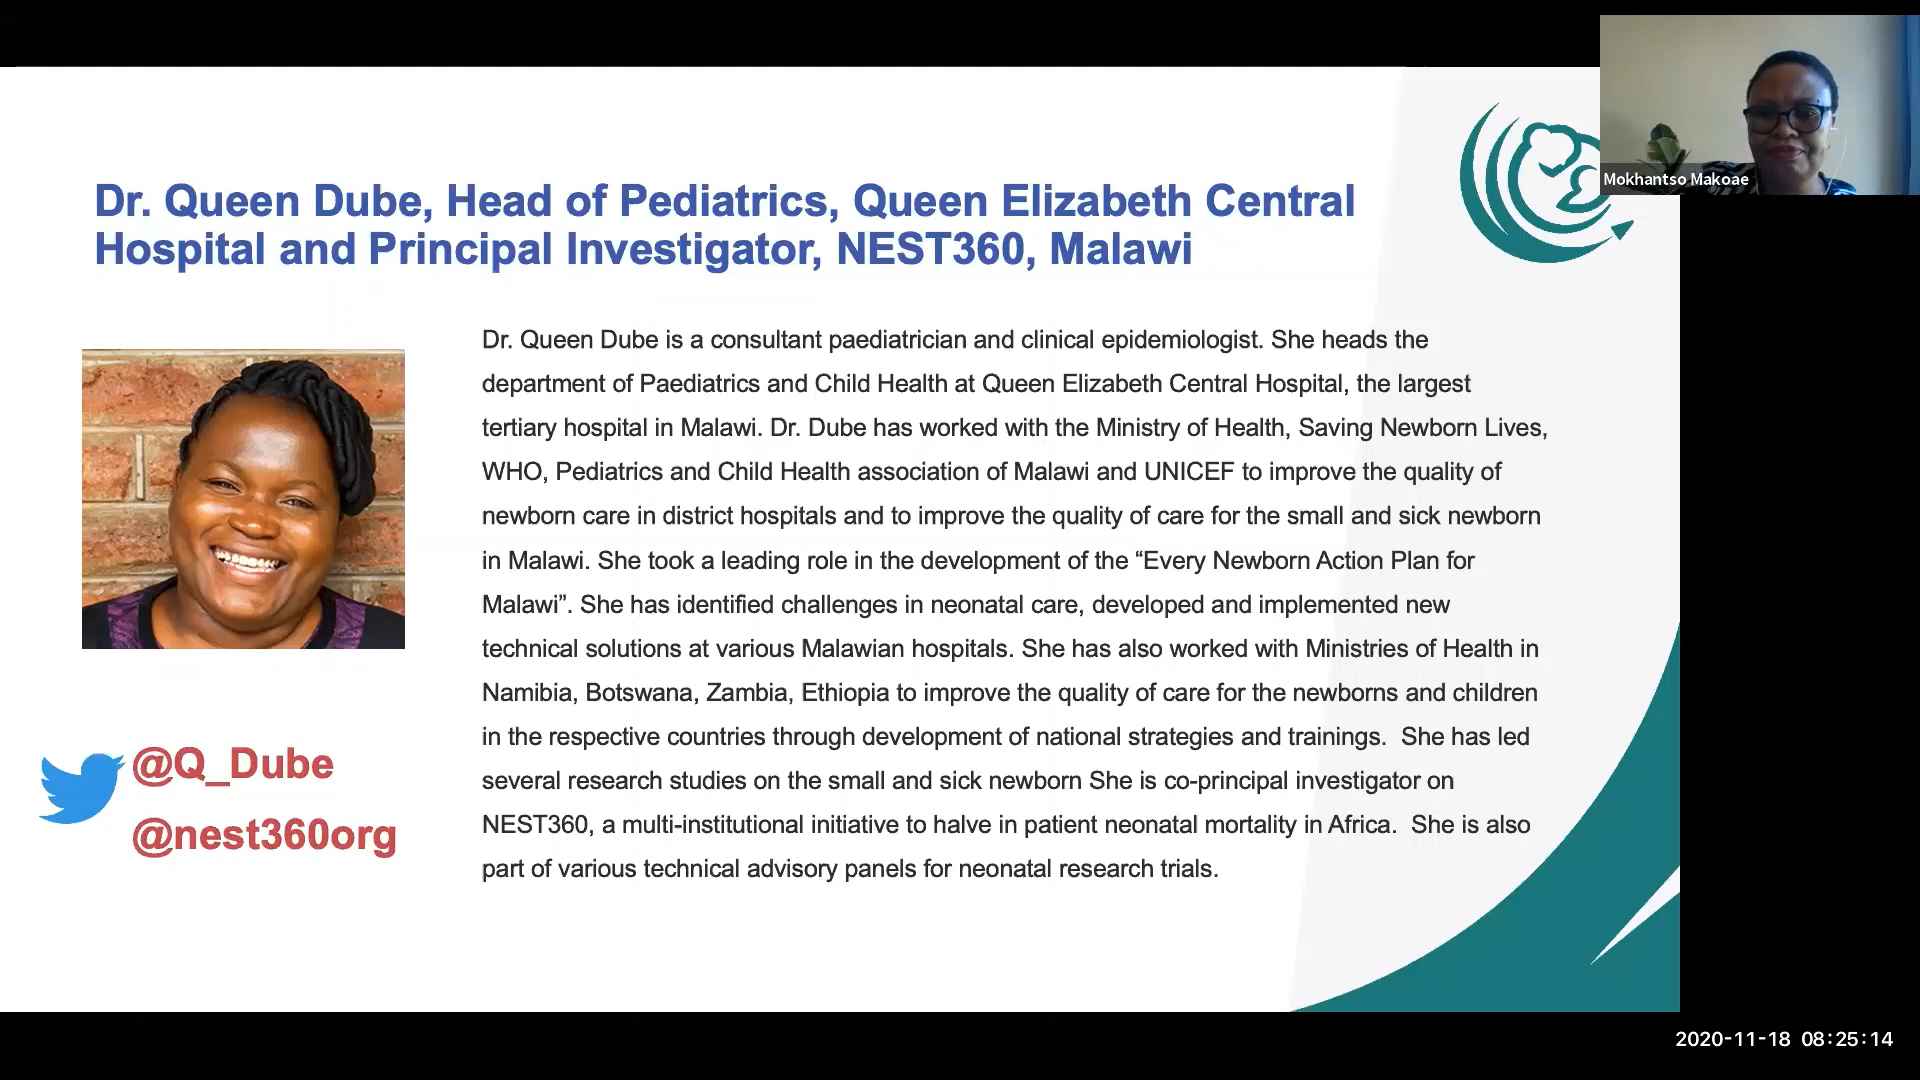 Dr. Queen Dube, Head of Pediatrics, Queen Elizabeth Central
Hospital and Principal Investigator, NEST360, Malawi
Mokhantso Makoae
Dr. Queen Dube is a consultant paediatrician and clinical epidemiologist. She heads the
department of Paediatrics and Child Health at Queen Elizabeth Central Hospital, the largest
tertiary hospital in Malawi. Dr. Dube has worked with the Ministry of Health, Saving Newborn Lives,
WHO, Pediatrics and Child Health association of Malawi and UNICEF to improve the quality of
newborn care in district hospitals and to improve the quality of care for the small and sick newborn
in Malawi. She took a leading role in the development of the “Every Newborn Action Plan for
Malawi”. She has identified challenges in neonatal care, developed and implemented new
technical solutions at various Malawian hospitals. She has also worked with Ministries of Health in
Namibia, Botswana, Zambia, Ethiopia to improve the quality of care for the newborns and children
in the respective countries through development of national strategies and trainings.  She has led
several research studies on the small and sick newborn She is co-principal investigator on
NEST360, a multi-institutional initiative to halve in patient neonatal mortality in Africa.  She is also
part of various technical advisory panels for neonatal research trials.
@Q_Dube
@nest360org
2020-11-18 08:25:14